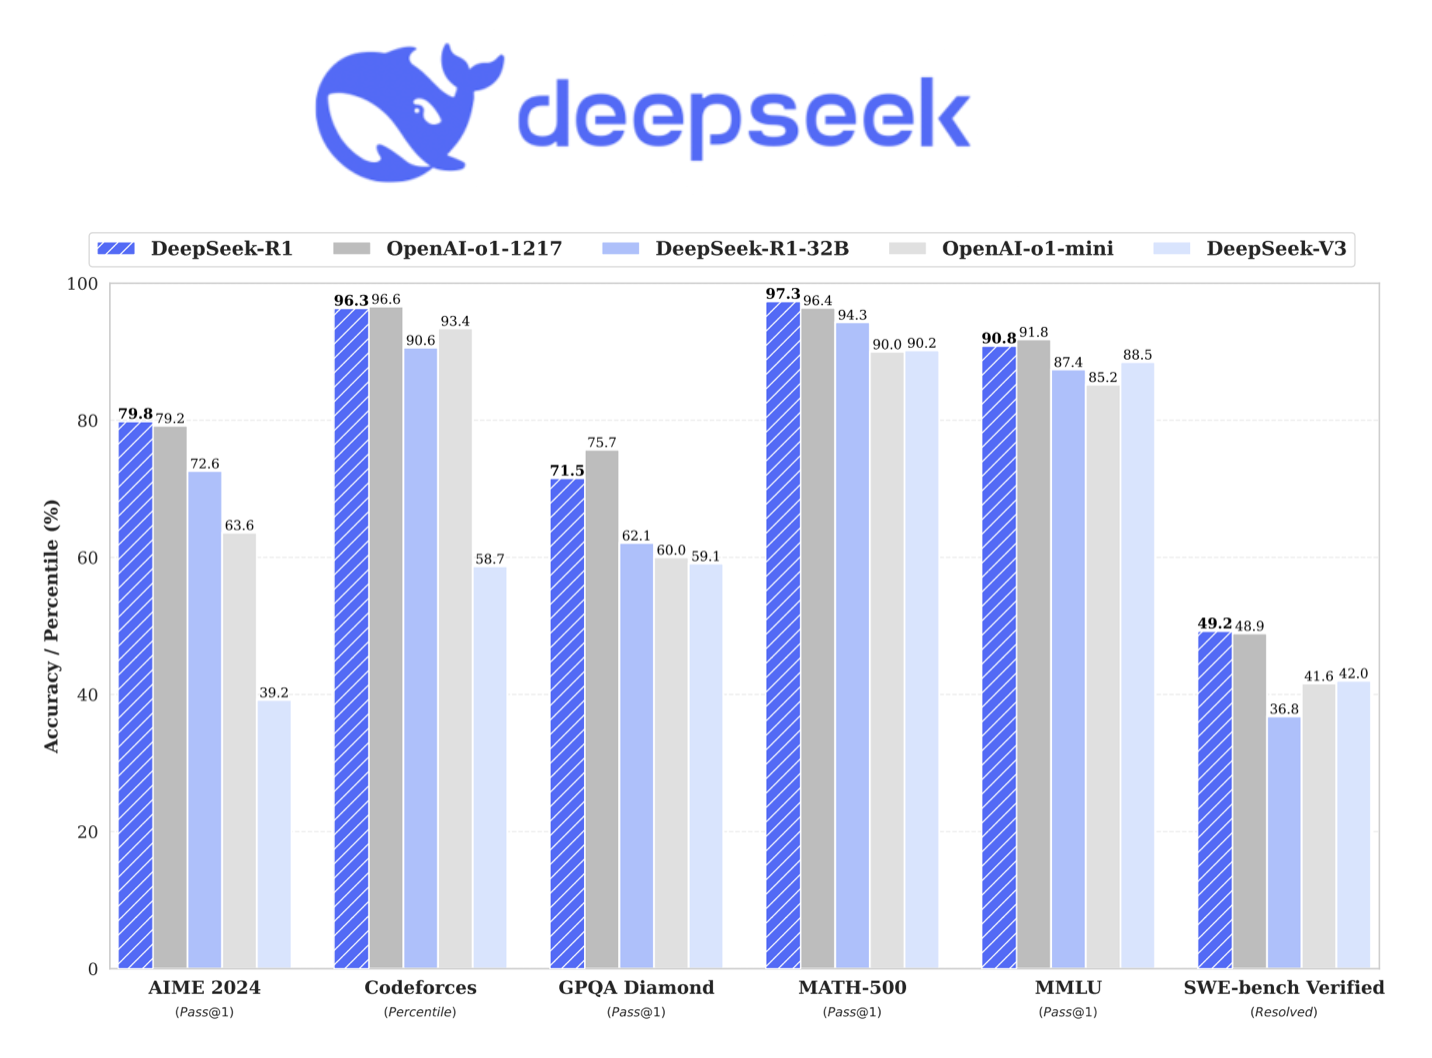 deepseek
DeepSeek-R1 OpenAI-o1-1217 DeepSeek-R1-32B OpenAI-o1-mini DeepSeek-V3
Accuracy / Percentile (%)
100
80
60
40
20
0
79.8 79.2 72.6 63.6 39.2
96.3 96.6 90.6 93.4 58.7
71.5 75.7 62.1 60.0 59.1
97.3 96.4 94.3 90.0 90.2
90.8 91.8 87.4 85.2 88.5
49.2 48.9 36.8 41.6 42.0
AIME 2024 Codeforces GPQA Diamond MATH-500 MMLU SWE-bench Verified
(Pass@1) (Percentile) (Pass@1) (Pass@1) (Pass@1) (Resolved)